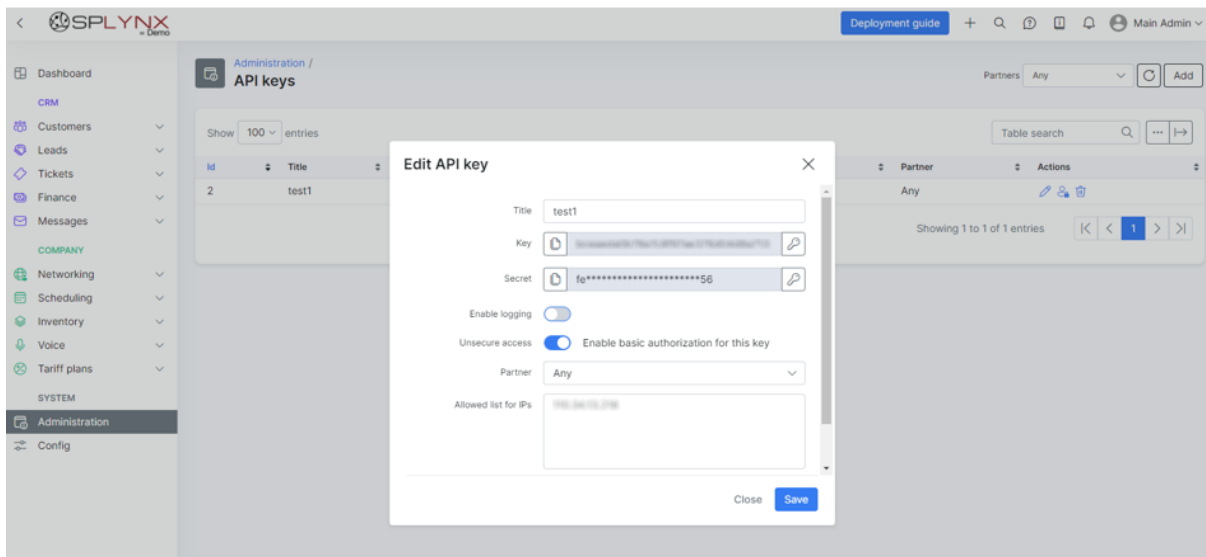 SPLYNX
Demo
Deployment guide
Main Admin
Dashboard
CRM
Customers
Leads
Tickets
Finance
Messages
COMPANY
Networking
Scheduling
Inventory
Voice
Tariff plans
SYSTEM
Administration
Config
Administration /
API keys
Partners Any Add
Show 100 entries
Table search
Id Title Partner Actions
2 test1 Any
Showing 1 to 1 of 1 entries 1
Edit API key
Title test1
Key
Secret fe***********************56
Enable logging
Unsecure access Enable basic authorization for this key
Partner Any
Allowed list for IPs
Close Save